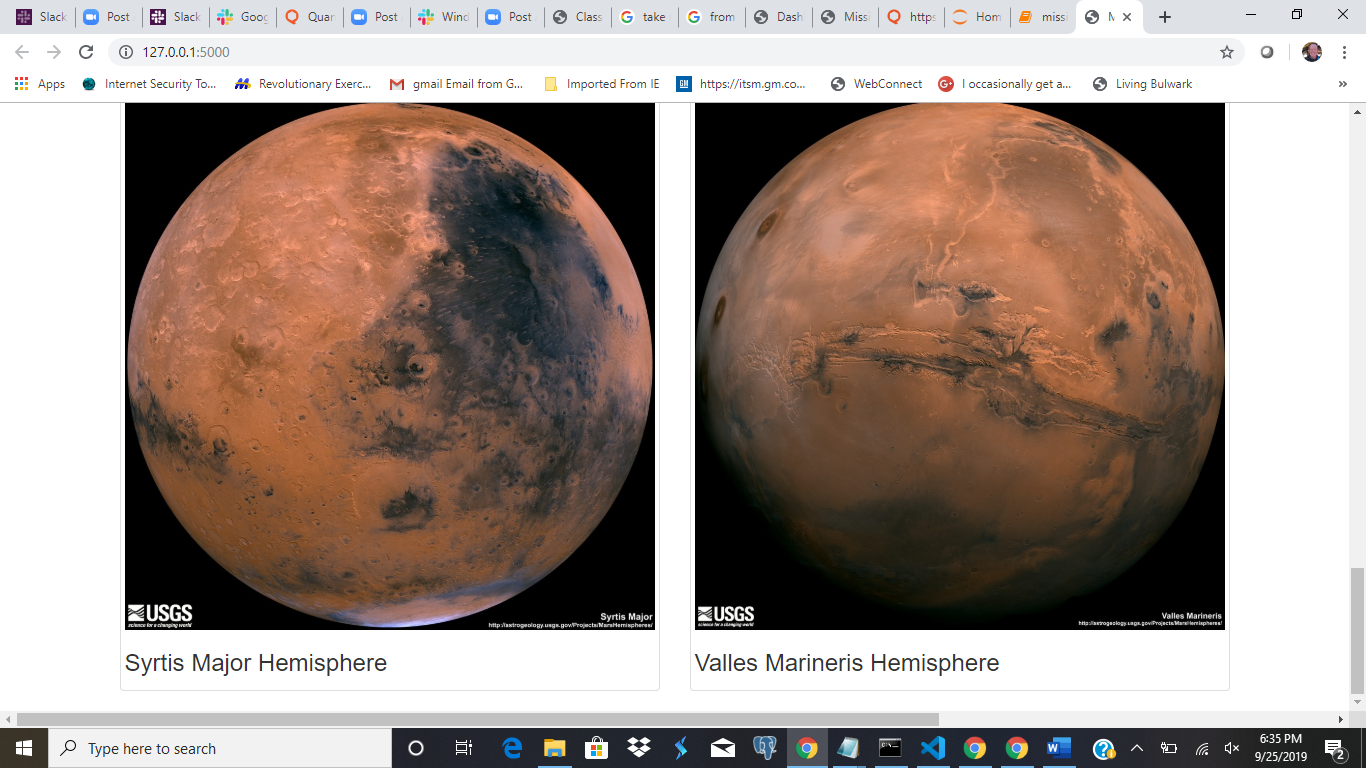 Slack
Post
Slack
Goog
Quar
Post
Wind
Post
Class
take
from
Dash
Missi
https
Hom
missi
M
127.0.0.1:5000
Apps
Internet Security To...
Revolutionary Exerc...
gmail Email from G...
Imported From IE
GM
https://itsm.gm.co...
WebConnect
I occasionally get a...
Living Bulwark
»
USGS
science for a changing world
Syrtis Major
http://astrogeology.usgs.gov/Projects/MarsHemispheres/
USGS
science for a changing world
Valles Marineris
http://astrogeology.usgs.gov/Projects/MarsHemispheres/
Syrtis Major Hemisphere
Valles Marineris Hemisphere
Type here to search
6:35 PM
9/25/2019
2